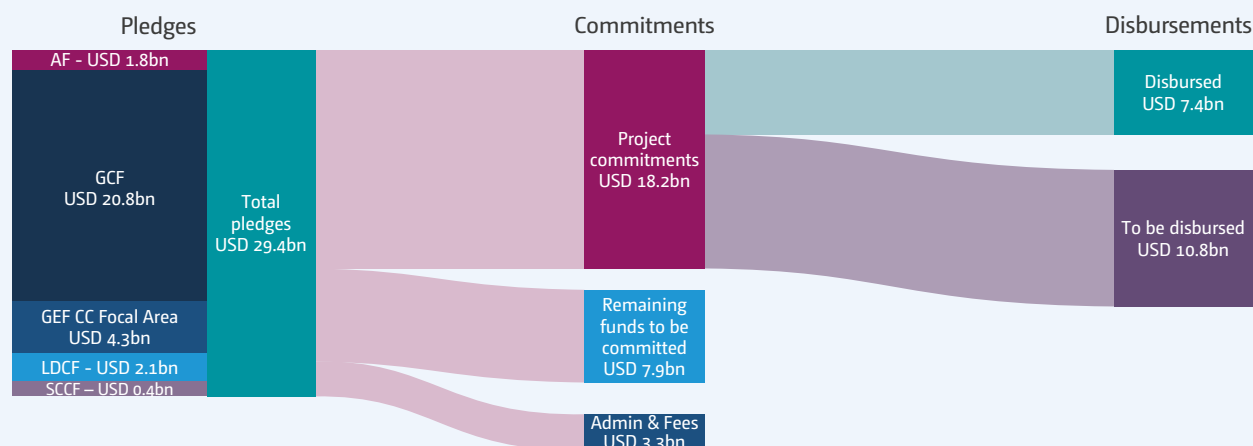 Pledges
Commitments
Disbursements
AF - USD 1.8bn
GCF
USD 20.8bn
GEF CC Focal Area
USD 4.3bn
LDCF - USD 2.1bn
SCCF – USD 0.4bn
Total
pledges
USD 29.4bn
Project
commitments
USD 18.2bn
Remaining
funds to be
committed
USD 7.9bn
Admin & Fees
USD 3.3bn
Disbursed
USD 7.4bn
To be disbursed
USD 10.8bn